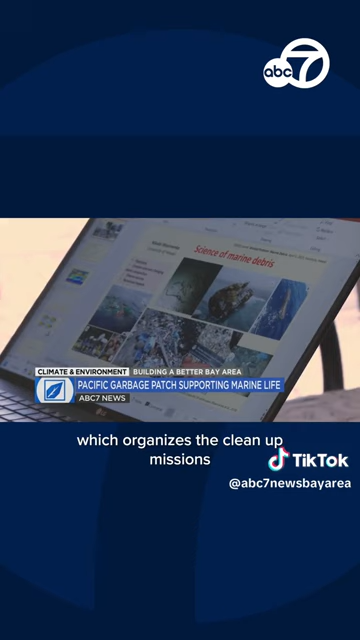 abc 7
Science of marine debris
CLIMATE & ENVIRONMENT BUILDING A BETTER BAY AREA
PACIFIC GARBAGE PATCH SUPPORTING MARINE LIFE
ABC7 NEWS
which organizes the clean up
missions
TikTok
@abc7newsbayarea